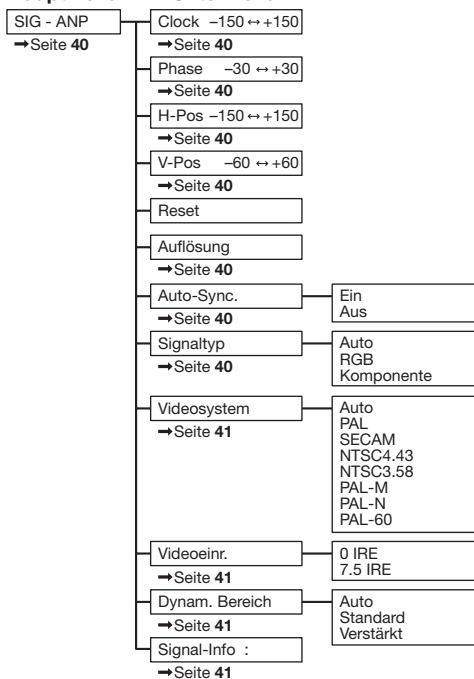 SIG - ANP
➞Seite 40
Clock –150 ↔ +150
➞Seite 40
Phase –30 ↔ +30
➞Seite 40
H-Pos –150 ↔ +150
➞Seite 40
V-Pos –60 ↔ +60
➞Seite 40
Reset
Auflösung
➞Seite 40
Auto-Sync.
➞Seite 40
Ein
Aus
Signaltyp
➞Seite 40
Auto
RGB
Komponente
Videosystem
➞Seite 41
Auto
PAL
SECAM
NTSC4.43
NTSC3.58
PAL-M
PAL-N
PAL-60
Videoeinr.
➞Seite 41
0 IRE
7.5 IRE
Dynam. Bereich
➞Seite 41
Auto
Standard
Verstärkt
Signal-Info :
➞Seite 41